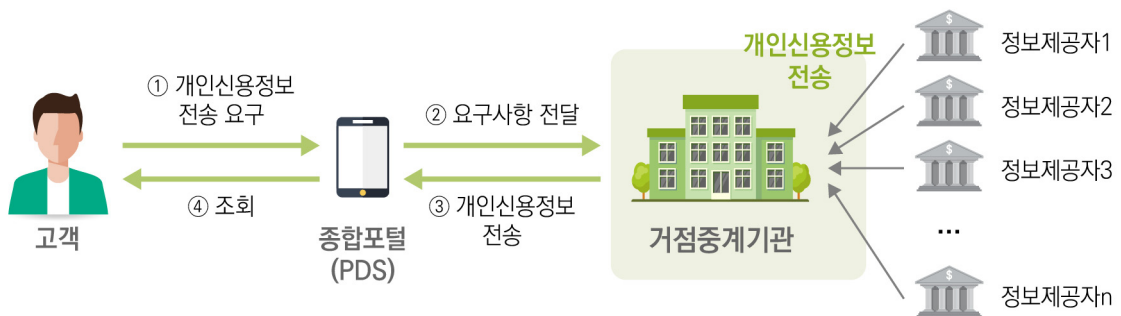 ① 개인신용정보
전송 요구
④ 조회
고객
종합포털
(PDS)
② 요구사항 전달
③ 개인신용정보
전송
개인신용정보
전송
거점중계기관
$ 정보제공자1
$ 정보제공자2
$ 정보제공자3
...
$ 정보제공자n